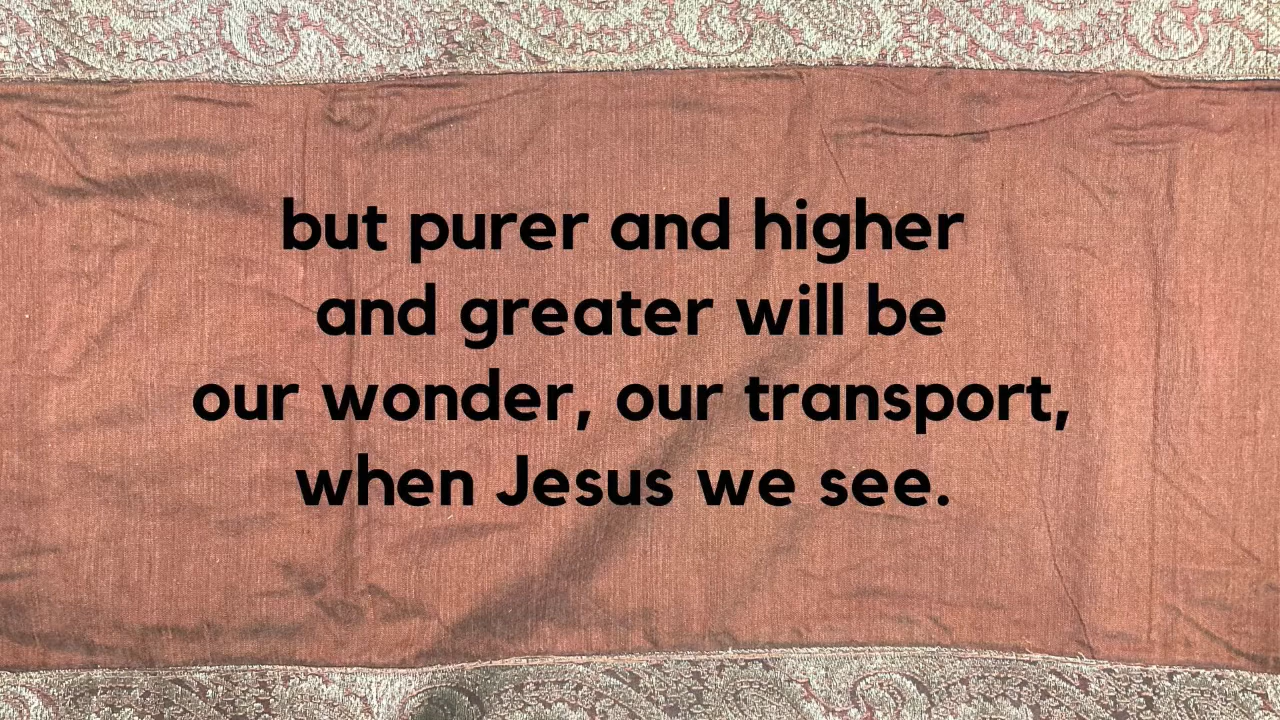 but purer and higher
and greater will be
our wonder, our transport,
when Jesus we see.